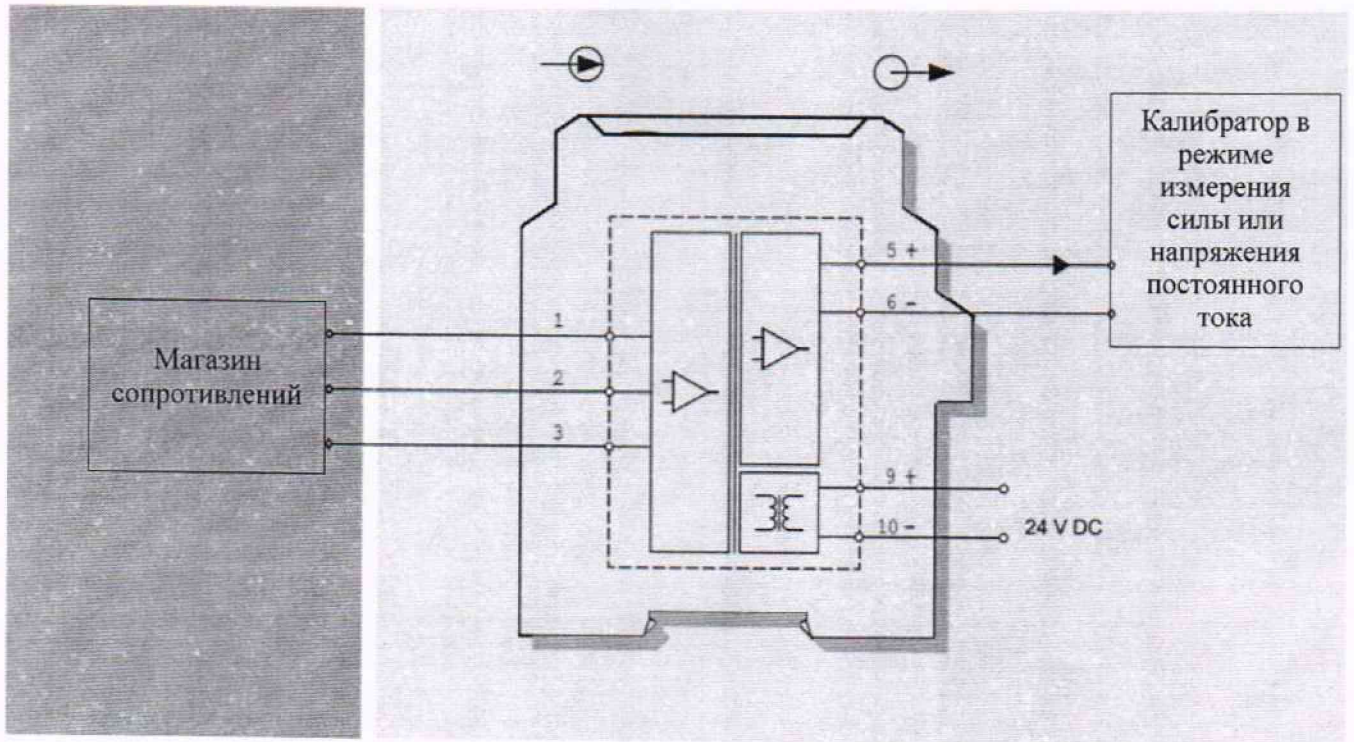 Калибратор в
режиме
измерения
силы или
напряжения
постоянного
тока
Магазин
сопротивлений
1
2
3
5 +
6 -
9 +
10 -
24 V DC